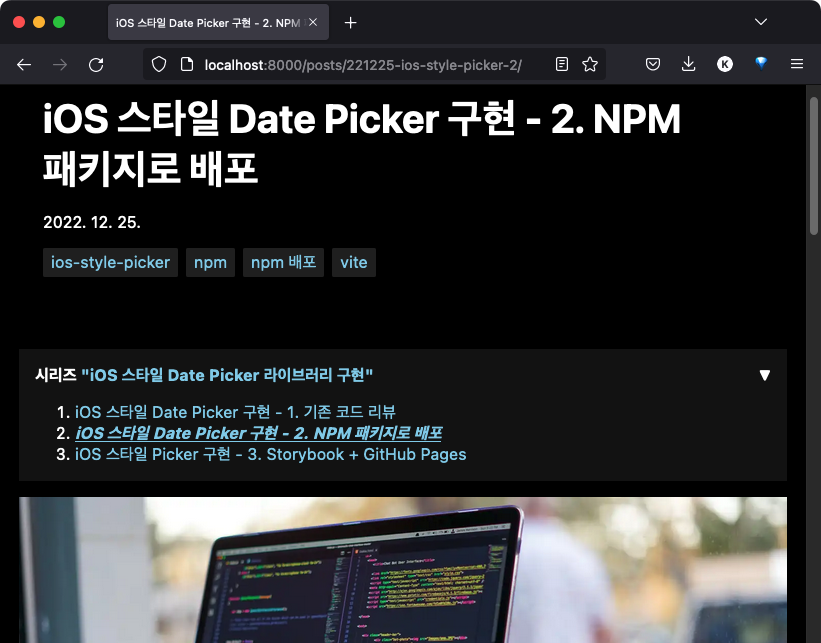 iOS 스타일 Date Picker 구현 - 2. NPM
localhost:8000/posts/221225-ios-style-picker-2/
K
iOS 스타일 Date Picker 구현 - 2. NPM
패키지로 배포
2022. 12. 25.
ios-style-picker npm npm 배포 vite
시리즈 "iOS 스타일 Date Picker 라이브러리 구현" ▼
1. iOS 스타일 Date Picker 구현 - 1. 기존 코드 리뷰
2. iOS 스타일 Date Picker 구현 - 2. NPM 패키지로 배포
3. iOS 스타일 Picker 구현 - 3. Storybook + GitHub Pages